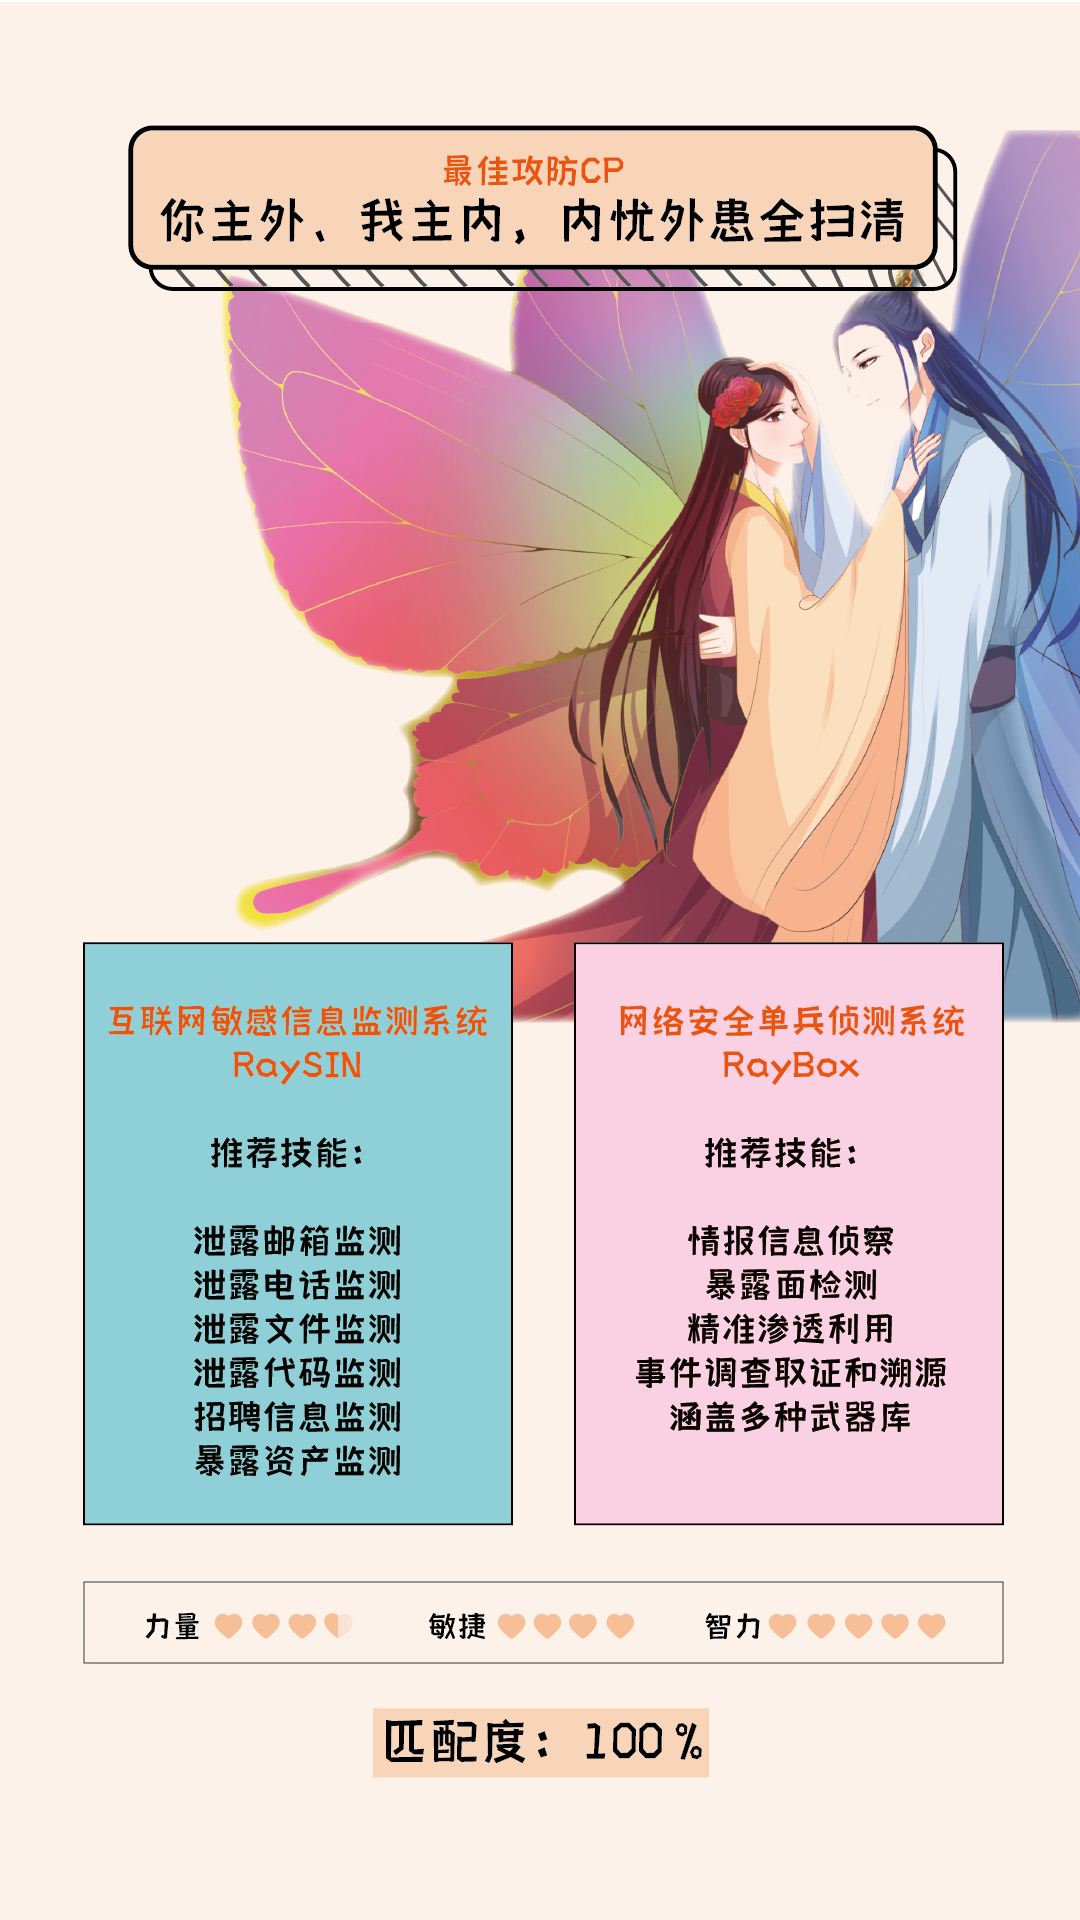 最佳攻防CP
你主外、我主内，内忧外患全扫清
互联网敏感信息监测系统
RaySIN
推荐技能：
泄露邮箱监测
泄露电话监测
泄露文件监测
泄露代码监测
招聘信息监测
暴露资产监测
网络安全单兵侦测系统
RayBox
推荐技能：
情报信息侦察
暴露面检测
精准渗透利用
事件调查取证和溯源
涵盖多种武器库
力量 敏捷 智力
匹配度：100%